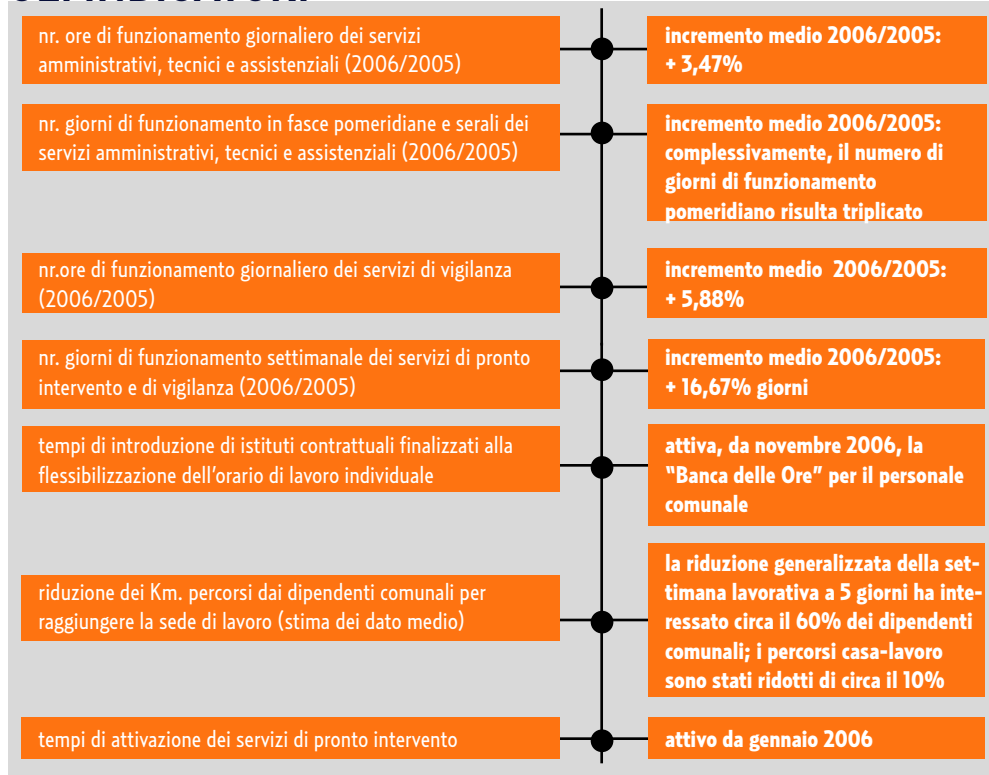 nr. ore di funzionamento giornaliero dei servizi
amministrativi, tecnici e assistenziali (2006/2005)
incremento medio 2006/2005:
+ 3,47%
nr. giorni di funzionamento in fasce pomeridiane e serali dei
servizi amministrativi, tecnici e assistenziali (2006/2005)
incremento medio 2006/2005:
complessivamente, il numero di
giorni di funzionamento
pomeridiano risulta triplicato
nr.ore di funzionamento giornaliero dei servizi di vigilanza
(2006/2005)
incremento medio 2006/2005:
+ 5,88%
nr. giorni di funzionamento settimanale dei servizi di pronto
intervento e di vigilanza (2006/2005)
incremento medio 2006/2005:
+ 16,67% giorni
tempi di introduzione di istituti contrattuali finalizzati alla
flessibilizzazione dell'orario di lavoro individuale
attiva, da novembre 2006, la
"Banca delle Ore" per il personale
comunale
riduzione dei Km. percorsi dai dipendenti comunali per
raggiungere la sede di lavoro (stima dei dato medio)
la riduzione generalizzata della set-
timana lavorativa a 5 giorni ha inte-
ressato circa il 60% dei dipendenti
comunali; i percorsi casa-lavoro
sono stati ridotti di circa il 10%
tempi di attivazione dei servizi di pronto intervento
attivo da gennaio 2006